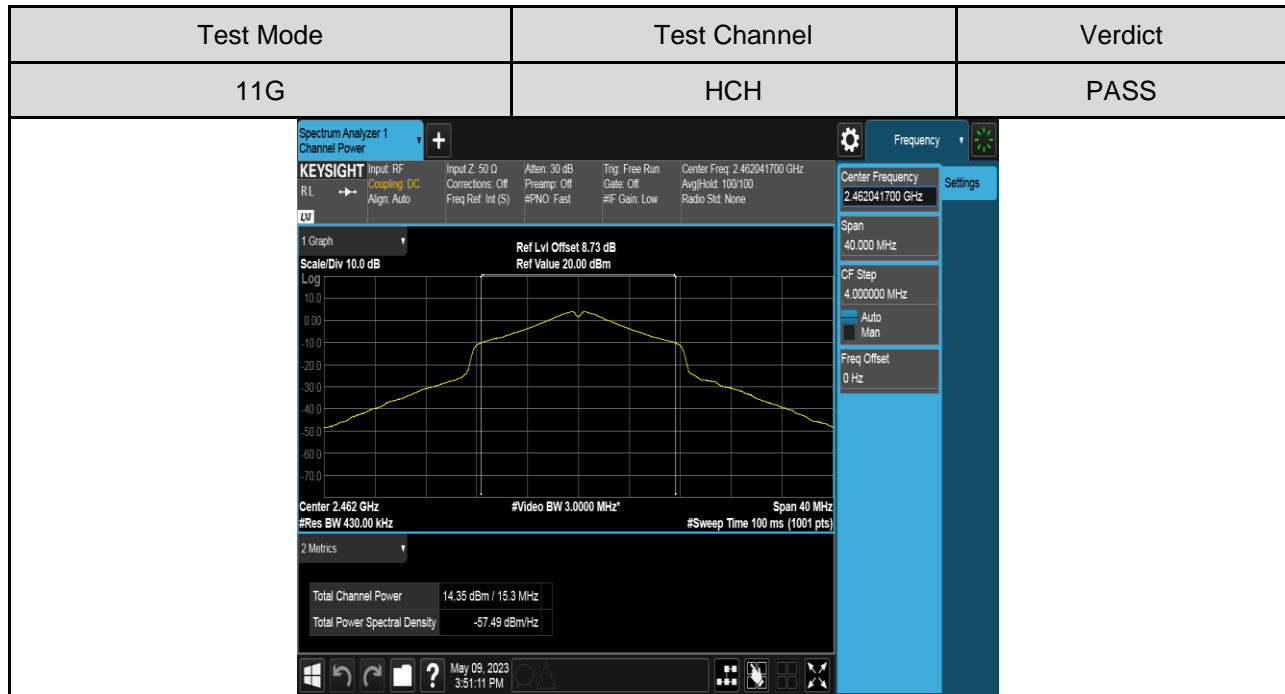 Test Mode Test Channel Verdict
11G HCH PASS
Spectrum Analyzer 1
Channel Power
+
Frequency
KEYSIGHT Input: RF Input Z: 50 Ω Atten: 30 dB Trig: Free Run Center Freq: 2.462041700 GHz
RL Coupling: DC Corrections: Off Preamp: Off Gate: Off Avg|Hold: 100/100
Align: Auto Freq Ref: Int (S) #PNO: Fast #IF Gain: Low Radio Std: None
LXI
Center Frequency
2.462041700 GHz
Settings
Span
40.000 MHz
CF Step
4.000000 MHz
Auto
Man
Freq Offset
0 Hz
1 Graph
Ref Lvl Offset 8.73 dB
Scale/Div 10.0 dB Ref Value 20.00 dBm
Log
10.0
0.00
-10.0
-20.0
-30.0
-40.0
-50.0
-60.0
-70.0
Center 2.462 GHz #Video BW 3.0000 MHz* Span 40 MHz
#Res BW 430.00 kHz #Sweep Time 100 ms (1001 pts)
2 Metrics
Total Channel Power 14.35 dBm / 15.3 MHz
Total Power Spectral Density -57.49 dBm/Hz
?
May 09, 2023
3:51:11 PM